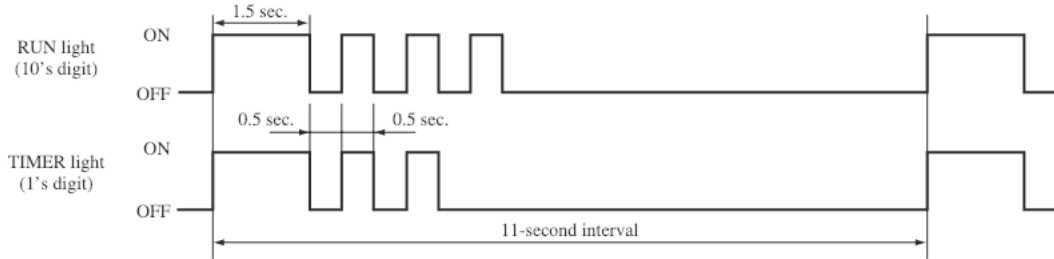 1.5 sec.
RUN light
(10's digit)
ON
OFF
0.5 sec.
0.5 sec.
TIMER light
(1's digit)
ON
OFF
11-second interval